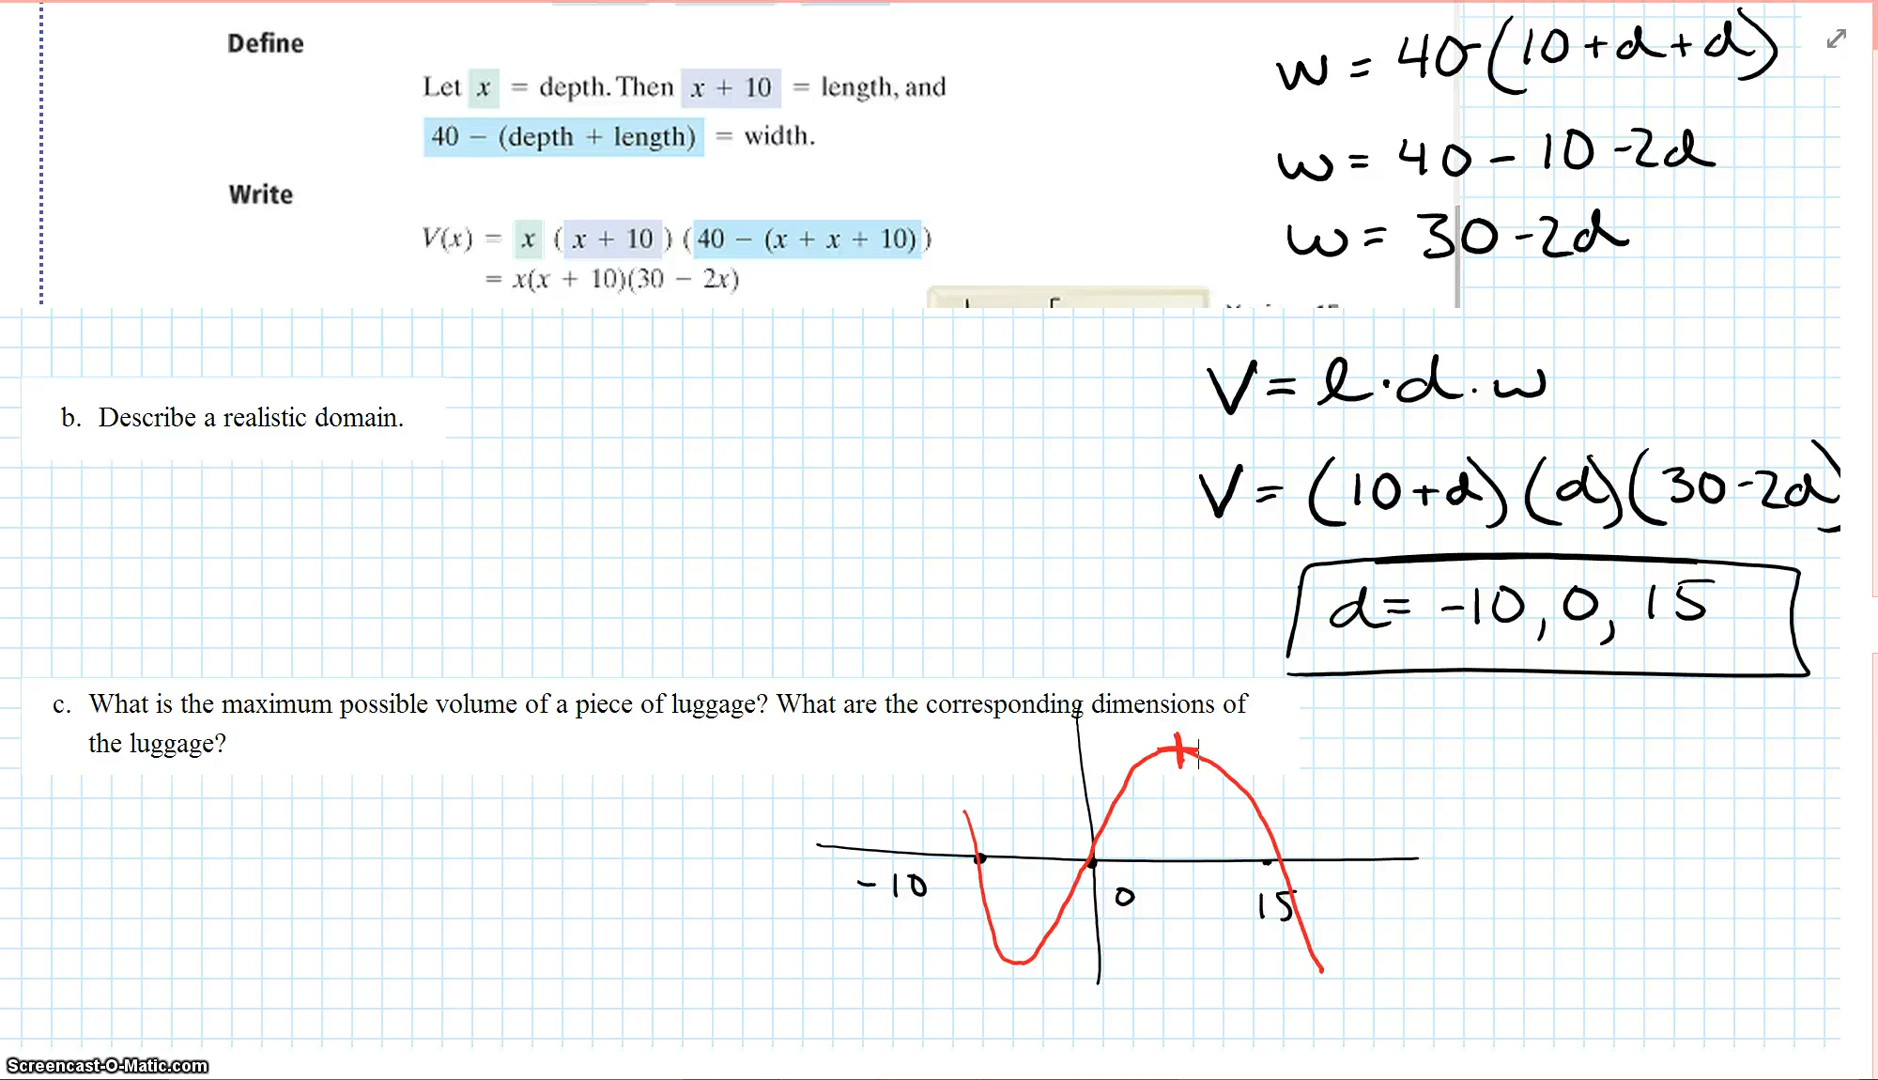 Define
Let x = depth. Then x + 10 = length, and
40 − (depth + length) = width.
Write
V(x) = x ( x + 10 ) ( 40 − (x + x + 10) )
= x(x + 10)(30 − 2x)
w = 40-(10+d+d)
w = 40 - 10 -2d
w = 30 -2d
V = l·d·w
b. Describe a realistic domain.
V = (10+d)(d)(30-2d)
d = -10, 0, 15
c. What is the maximum possible volume of a piece of luggage? What are the corresponding dimensions of
the luggage?
-10 0 15
Screencast-O-Matic.com